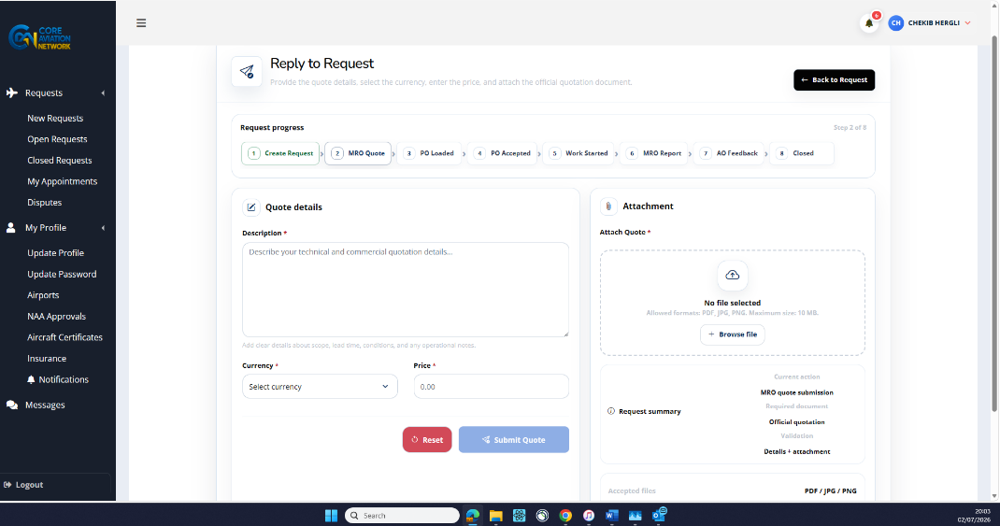 CORE
AVIATION
NETWORK
6
CH
CHEKIB HERGLI
Requests
New Requests
Open Requests
Closed Requests
My Appointments
Disputes
My Profile
Update Profile
Update Password
Airports
NAA Approvals
Aircraft Certificates
Insurance
Notifications
Messages
Logout
Reply to Request
Provide the quote details, select the currency, enter the price, and attach the official quotation document.
← Back to Request
Request progress
Step 2 of 8
1 Create Request
2 MRO Quote
3 PO Loaded
4 PO Accepted
5 Work Started
6 MRO Report
7 AO Feedback
8 Closed
Quote details
Description *
Describe your technical and commercial quotation details...
Add clear details about scope, lead time, conditions, and any operational notes.
Currency *
Price *
Select currency
0.00
Reset
Submit Quote
Attachment
Attach Quote *
No file selected
Allowed formats: PDF, JPG, PNG. Maximum size: 10 MB.
+ Browse file
Request summary
Current action
MRO quote submission
Required document
Official quotation
Validation
Details + attachment
Accepted files
PDF / JPG / PNG
Search
20:03
02/07/2026